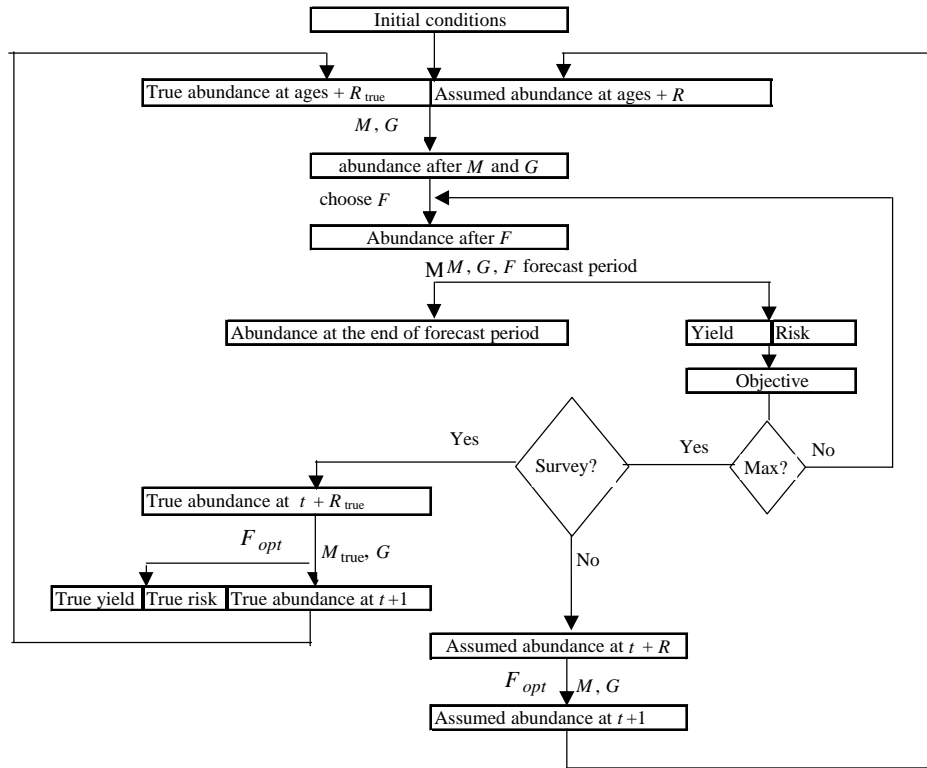 Initial conditions
True abundance at ages + R true Assumed abundance at ages + R
M, G
abundance after M and G
choose F
Abundance after F
M M, G, F forecast period
Abundance at the end of forecast period Yield Risk
Objective
Yes Survey? Yes Max? No
True abundance at t + R true
F opt M true, G
No
True yield True risk True abundance at t+1
Assumed abundance at t + R
F opt M, G
Assumed abundance at t+1